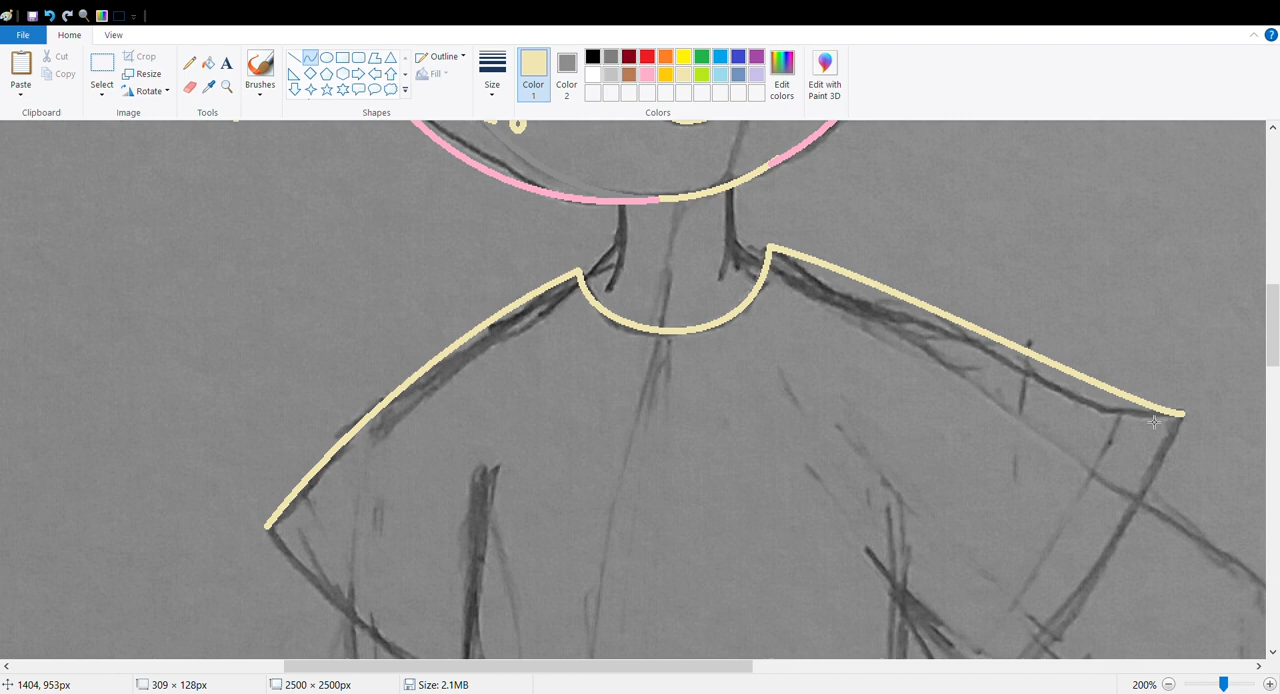 File
Home
View
Paste
Cut
Copy
Clipboard
Select
Crop
Resize
Rotate
Image
Tools
Brushes
Shapes
Outline
Fill
Size
Color 1
Color 2
Edit colors
Colors
Edit with Paint 3D
1404, 953px
309 × 128px
2500 × 2500px
Size: 2.1MB
200%